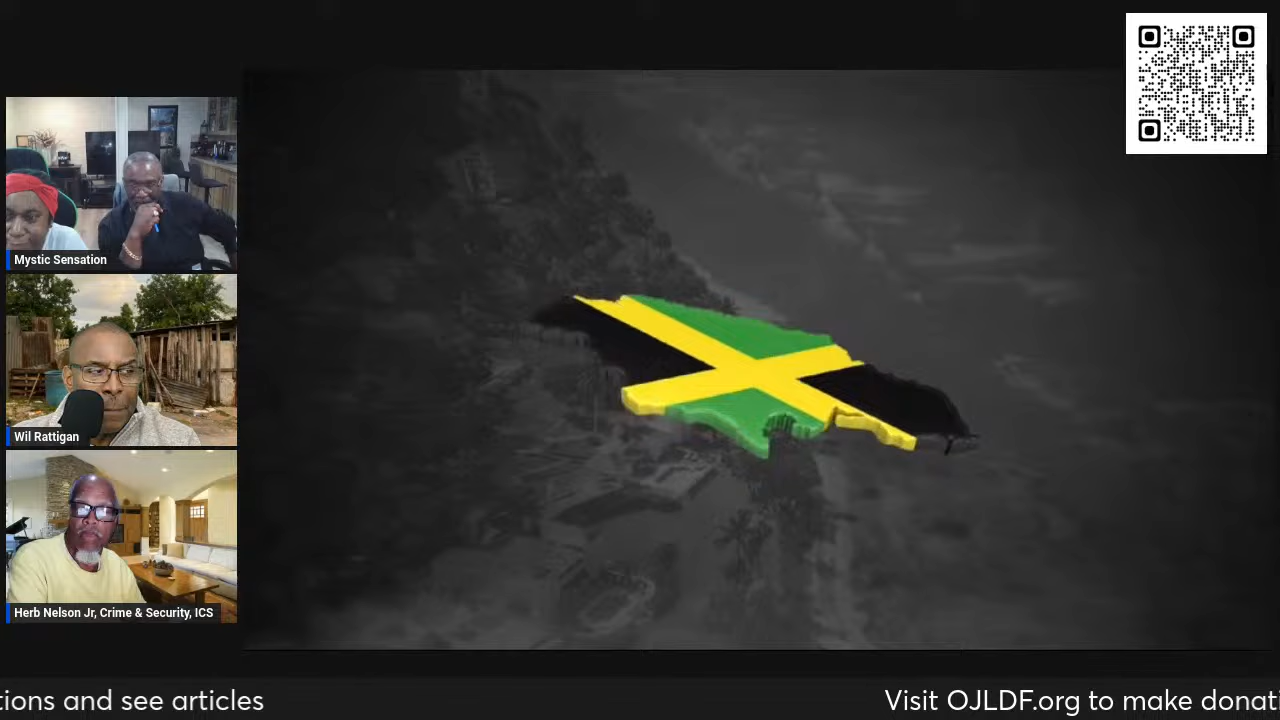 Mystic Sensation
Wil Rattigan
Herb Nelson Jr, Crime & Security, ICS
tions and see articles
Visit OJLDF.org to make donati